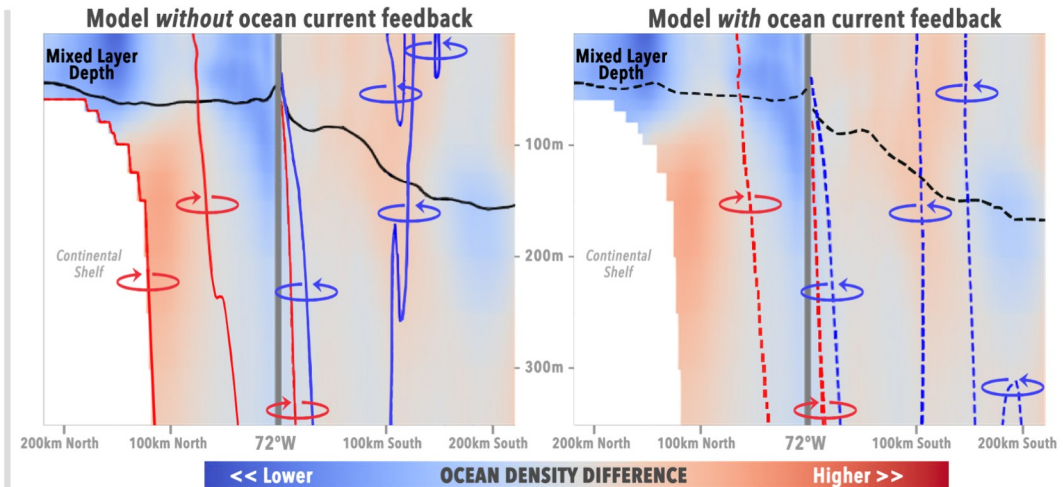 Model without ocean current feedback
Mixed Layer
Depth
Continental
Shelf
200km North
100km North
72°W
100km South
200km South
100m
200m
300m
Model with ocean current feedback
Mixed Layer
Depth
Continental
Shelf
200km North
100km North
72°W
100km South
200km South
<< Lower
OCEAN DENSITY DIFFERENCE
Higher >>